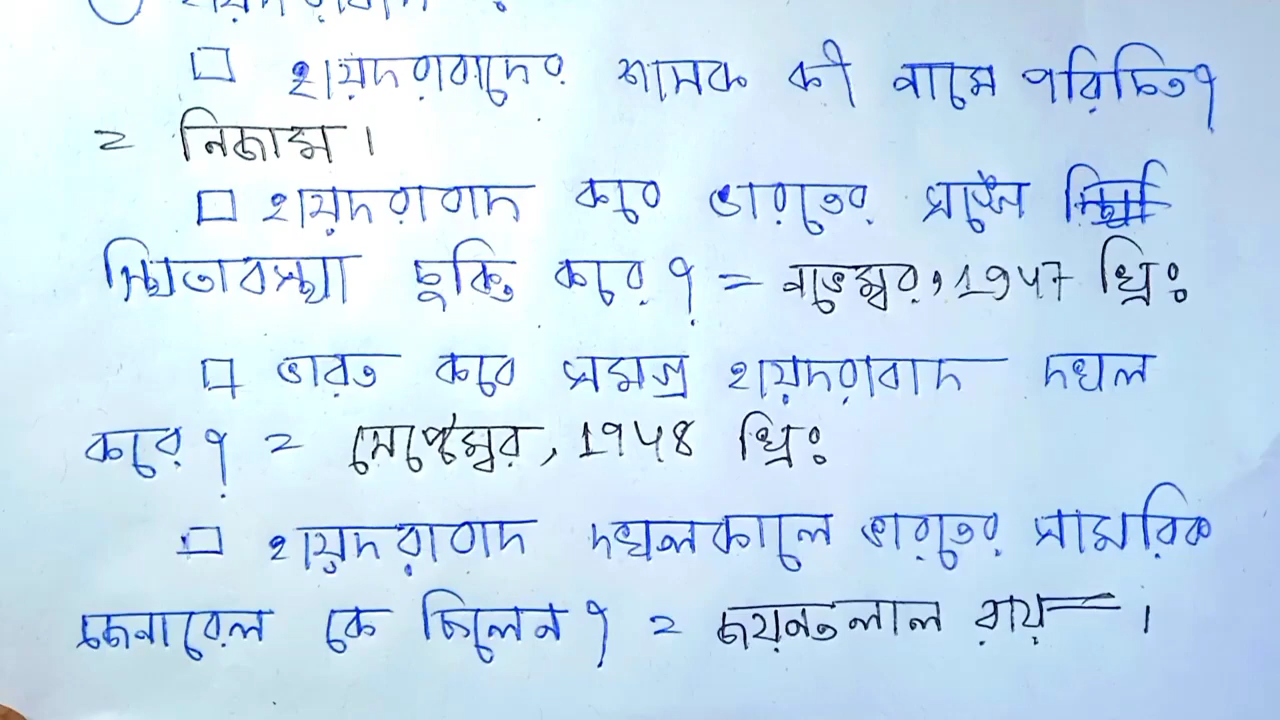 হায়দরাবাদ :
□ হায়দরাবাদের শাসক কী নামে পরিচিত?
= নিজাম।
□ হায়দরাবাদ কবে ভারতের সঙ্গে
স্থিতাবস্থা চুক্তি করে? = নভেম্বর, 1947 খ্রিঃ
□ ভারত কবে সমগ্র হায়দরাবাদ দখল
করে? = সেপ্টেম্বর, 1948 খ্রিঃ
□ হায়দরাবাদ দখলকালে ভারতের সামরিক
জেনারেল কে ছিলেন? = জয়ন্তলাল রায়।